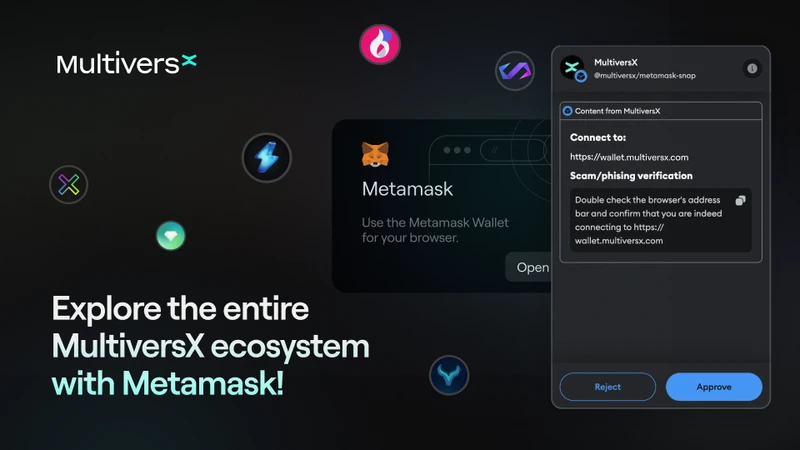 MultiversX
Explore the entire
MultiversX ecosystem
with Metamask!
Metamask
Use the Metamask Wallet
for your browser.
Open
MultiversX
@multiversx/metamask-snap
Content from MultiversX
Connect to:
https://wallet.multiversx.com
Scam/phising verification
Double check the browser's address
bar and confirm that you are indeed
connecting to https://
wallet.multiversx.com
Reject
Approve